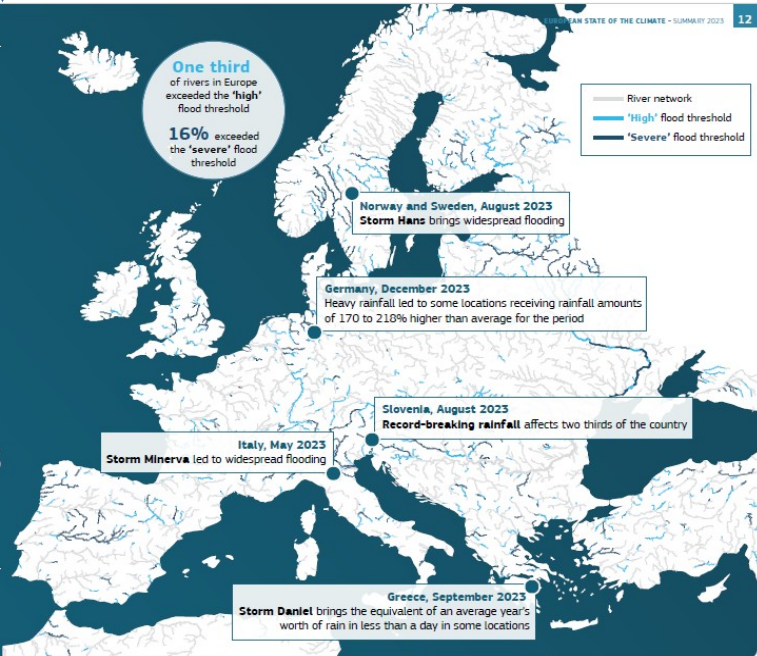 EUROPEAN STATE OF THE CLIMATE – SUMMARY 2023
12
One third
of rivers in Europe
exceeded the ‘high’
flood threshold
16% exceeded
the ‘severe’ flood
threshold
River network
‘High’ flood threshold
‘Severe’ flood threshold
Norway and Sweden, August 2023
Storm Hans brings widespread flooding
Germany, December 2023
Heavy rainfall led to some locations receiving rainfall amounts
of 170 to 218% higher than average for the period
Slovenia, August 2023
Record-breaking rainfall affects two thirds of the country
Italy, May 2023
Storm Minerva led to widespread flooding
Greece, September 2023
Storm Daniel brings the equivalent of an average year’s
worth of rain in less than a day in some locations